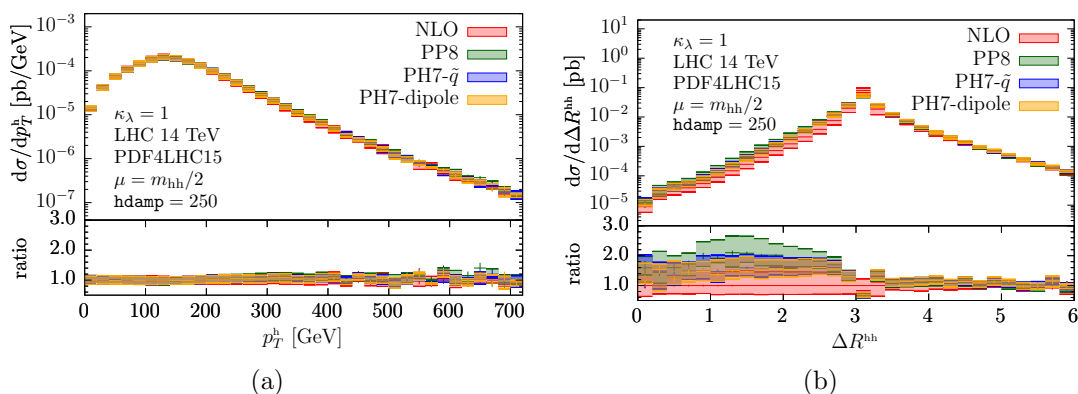 dσ/dp_T^h [pb/GeV]
10^−3
10^−4
10^−5
10^−6
10^−7
NLO
PP8
PH7-q̃
PH7-dipole
κ_λ = 1
LHC 14 TeV
PDF4LHC15
μ = m_hh/2
hdamp = 250
ratio
3.0
2.0
1.0
0 100 200 300 400 500 600 700
p_T^h [GeV]
(a)
dσ/dΔR^hh [pb]
10^2
10^1
10^0
10^−1
10^−2
10^−3
10^−4
10^−5
κ_λ = 1
LHC 14 TeV
PDF4LHC15
μ = m_hh/2
hdamp = 250
NLO
PP8
PH7-q̃
PH7-dipole
ratio
3.0
2.0
1.0
0 1 2 3 4 5 6
ΔR^hh
(b)